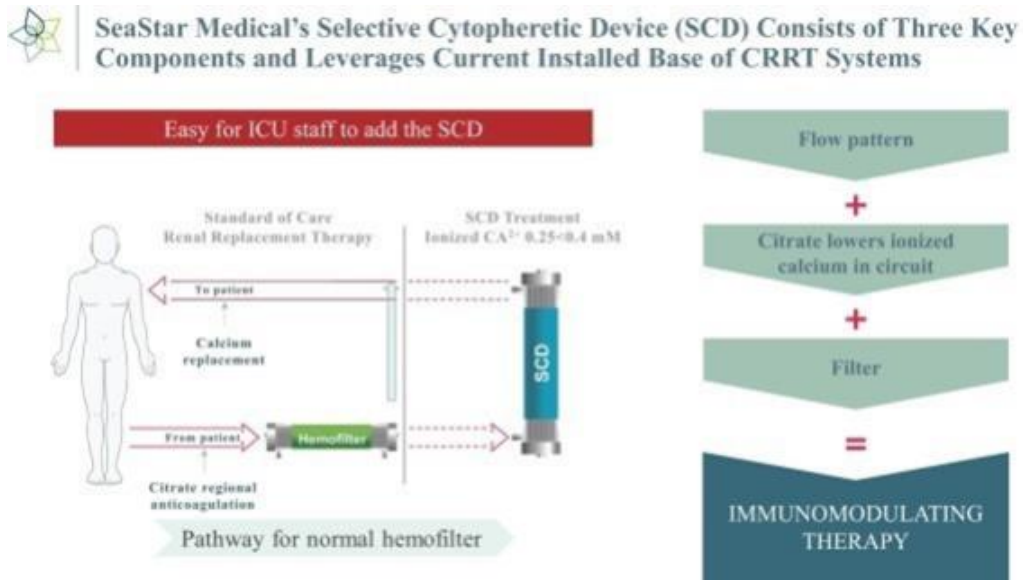 SeaStar Medical's Selective Cytopheretic Device (SCD) Consists of Three Key
Components and Leverages Current Installed Base of CRRT Systems
Easy for ICU staff to add the SCD
Standard of Care
Renal Replacement Therapy
SCD Treatment
Ionized CA²⁺ 0.25<0.4 mM
To patient
Calcium
replacement
SCD
From patient
Hemofilter
Citrate regional
anticoagulation
Pathway for normal hemofilter
Flow pattern
+
Citrate lowers ionized
calcium in circuit
+
Filter
=
IMMUNOMODULATING
THERAPY